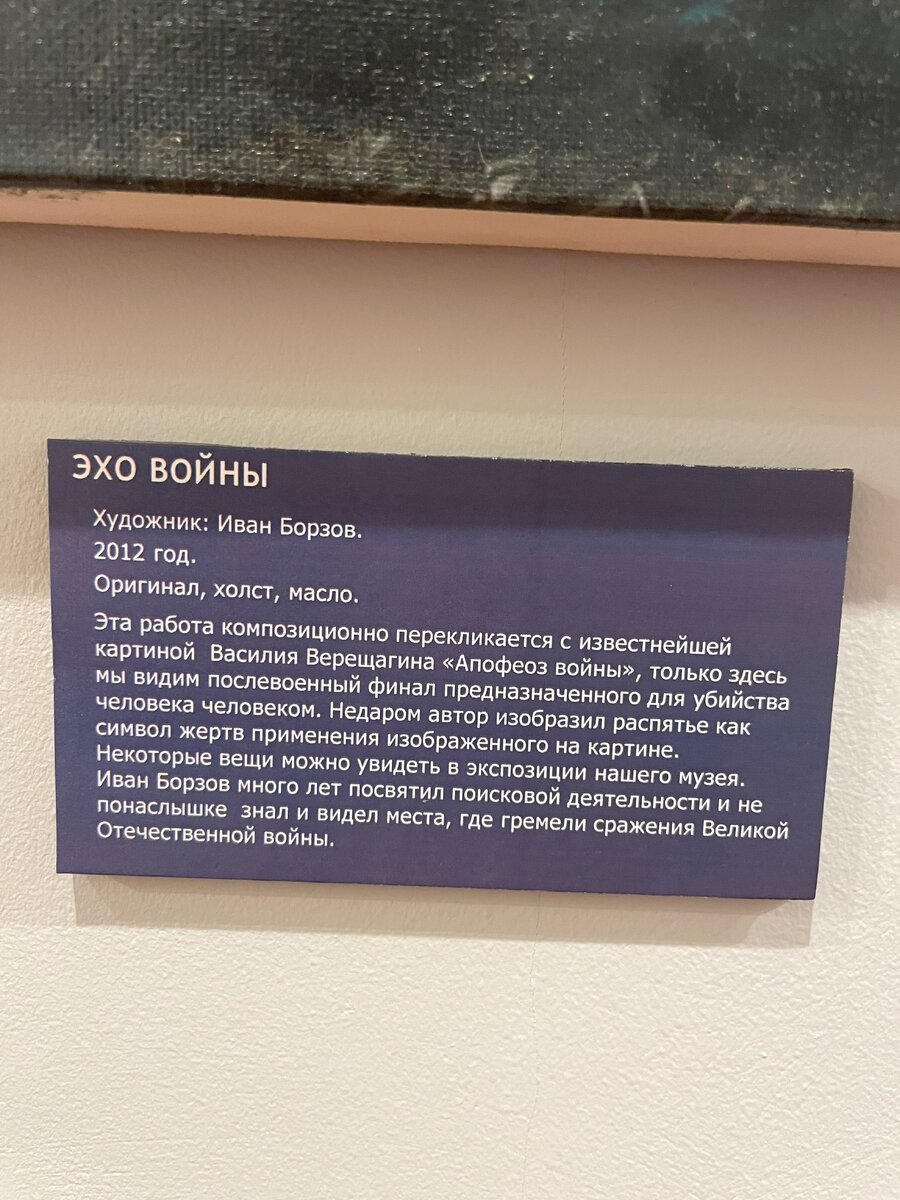 ЭХО ВОЙНЫ
Художник: Иван Борзов.
2012 год.
Оригинал, холст, масло.
Эта работа композиционно перекликается с известнейшей
картиной Василия Верещагина «Апофеоз войны», только здесь
мы видим послевоенный финал предназначенного для убийства
человека человеком. Недаром автор изобразил распятье как
символ жертв применения изображенного на картине.
Некоторые вещи можно увидеть в экспозиции нашего музея.
Иван Борзов много лет посвятил поисковой деятельности и не
понаслышке знал и видел места, где гремели сражения Великой
Отечественной войны.